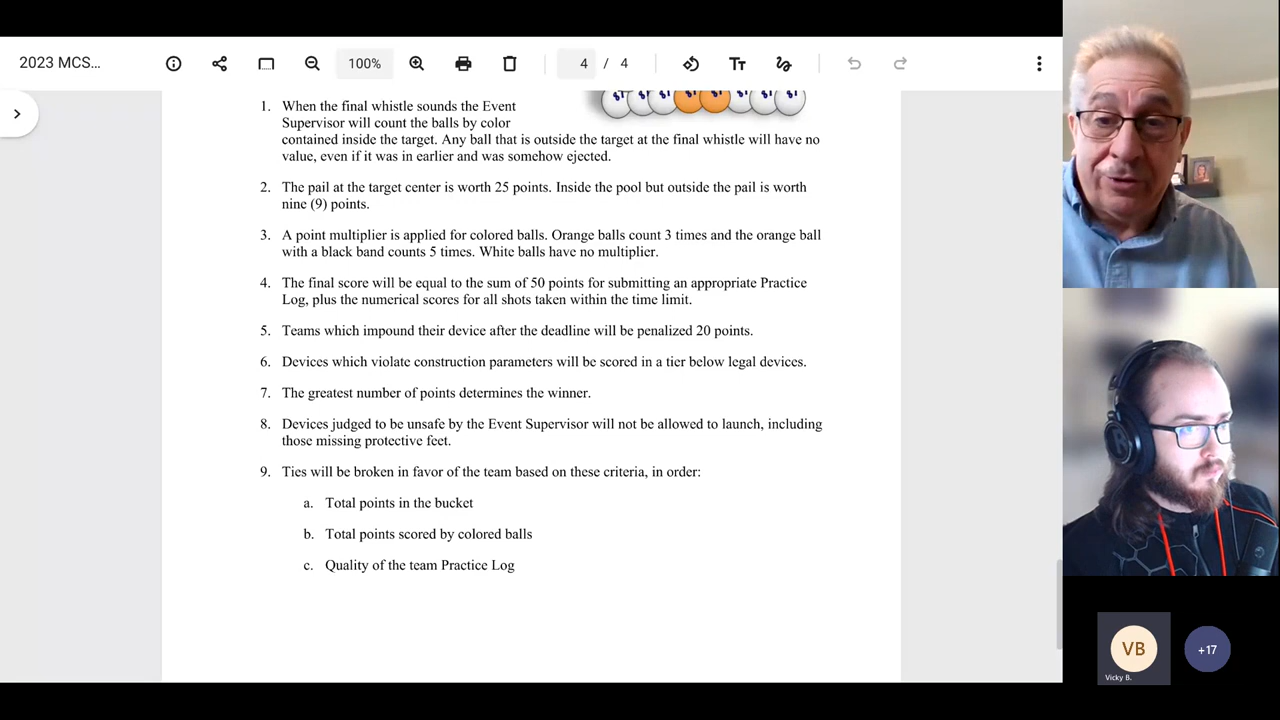 2023 MCS...
100%
4 / 4
1. When the final whistle sounds the Event
Supervisor will count the balls by color
contained inside the target. Any ball that is outside the target at the final whistle will have no
value, even if it was in earlier and was somehow ejected.
2. The pail at the target center is worth 25 points. Inside the pool but outside the pail is worth
nine (9) points.
3. A point multiplier is applied for colored balls. Orange balls count 3 times and the orange ball
with a black band counts 5 times. White balls have no multiplier.
4. The final score will be equal to the sum of 50 points for submitting an appropriate Practice
Log, plus the numerical scores for all shots taken within the time limit.
5. Teams which impound their device after the deadline will be penalized 20 points.
6. Devices which violate construction parameters will be scored in a tier below legal devices.
7. The greatest number of points determines the winner.
8. Devices judged to be unsafe by the Event Supervisor will not be allowed to launch, including
those missing protective feet.
9. Ties will be broken in favor of the team based on these criteria, in order:
a. Total points in the bucket
b. Total points scored by colored balls
c. Quality of the team Practice Log
VB
Vicky B.
+17